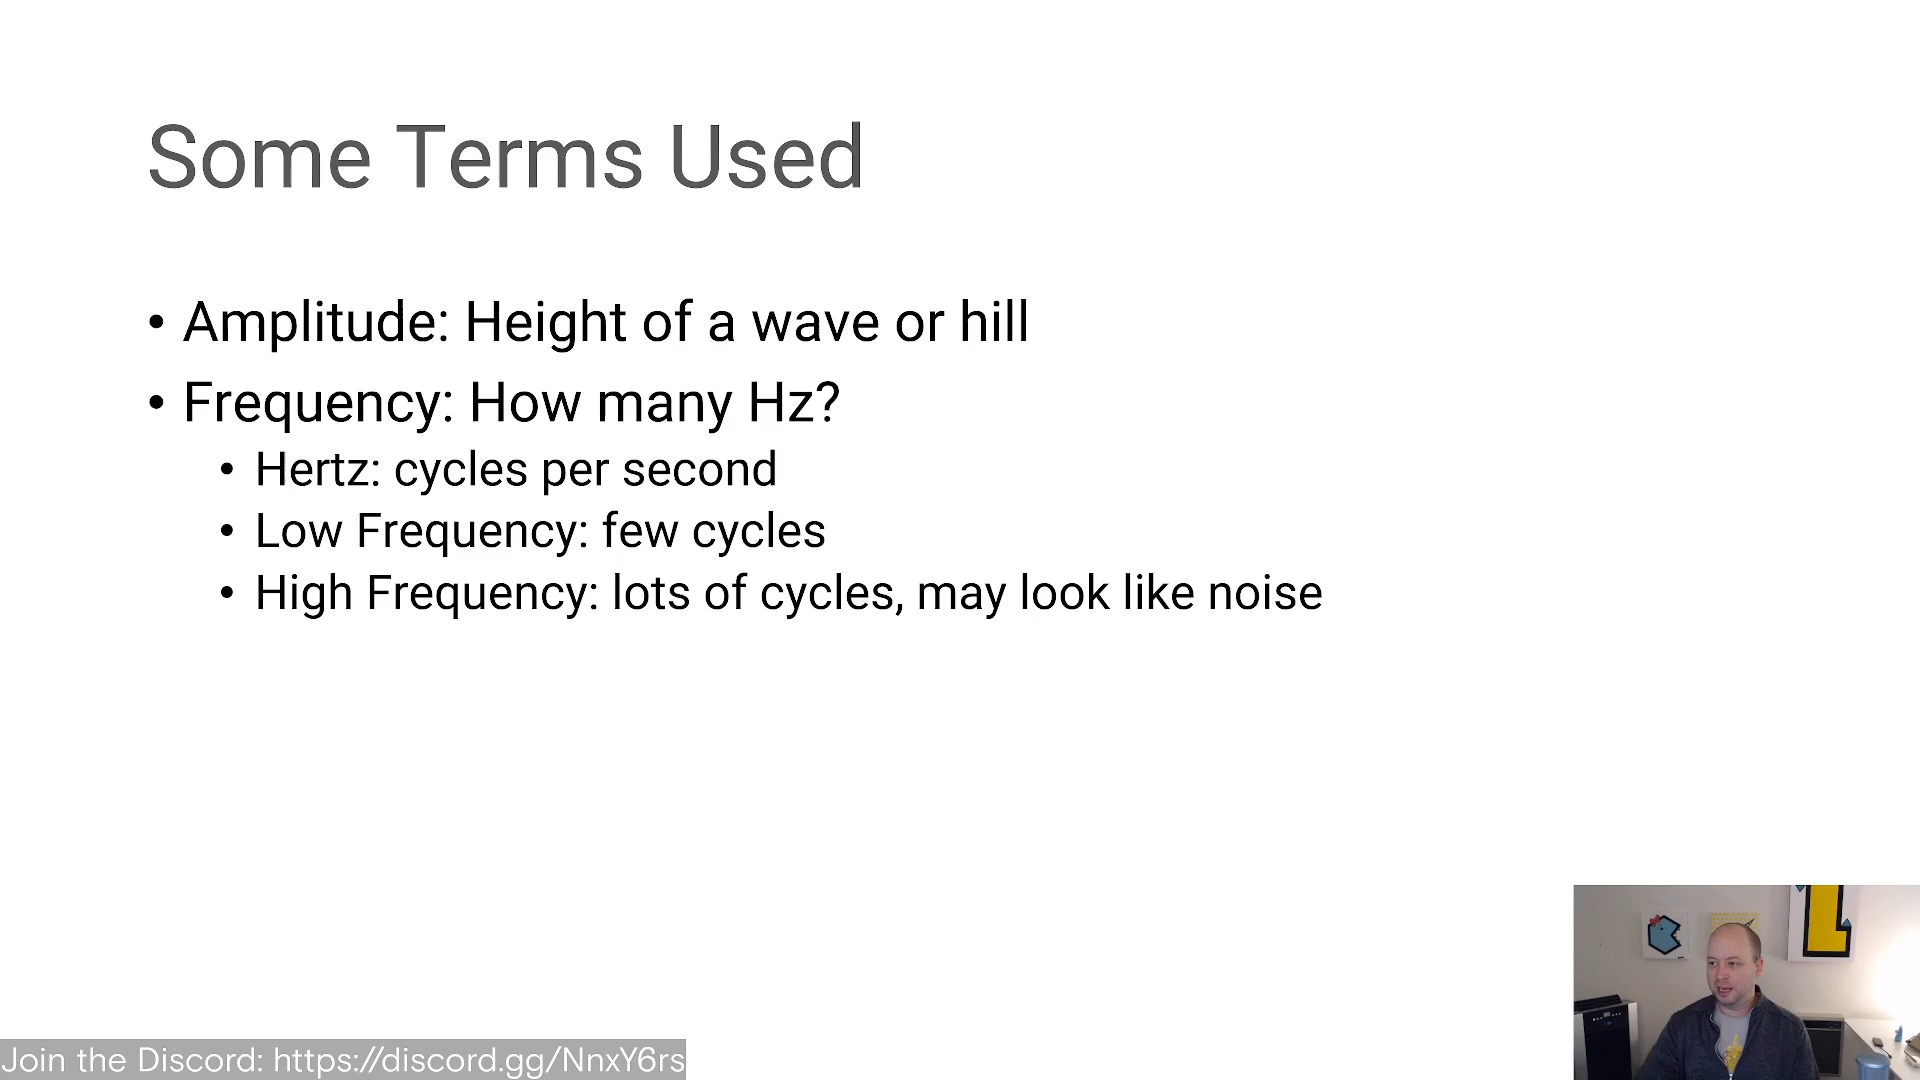 Some Terms Used
• Amplitude: Height of a wave or hill
• Frequency: How many Hz?
• Hertz: cycles per second
• Low Frequency: few cycles
• High Frequency: lots of cycles, may look like noise
Join the Discord: https://discord.gg/NnxY6rs